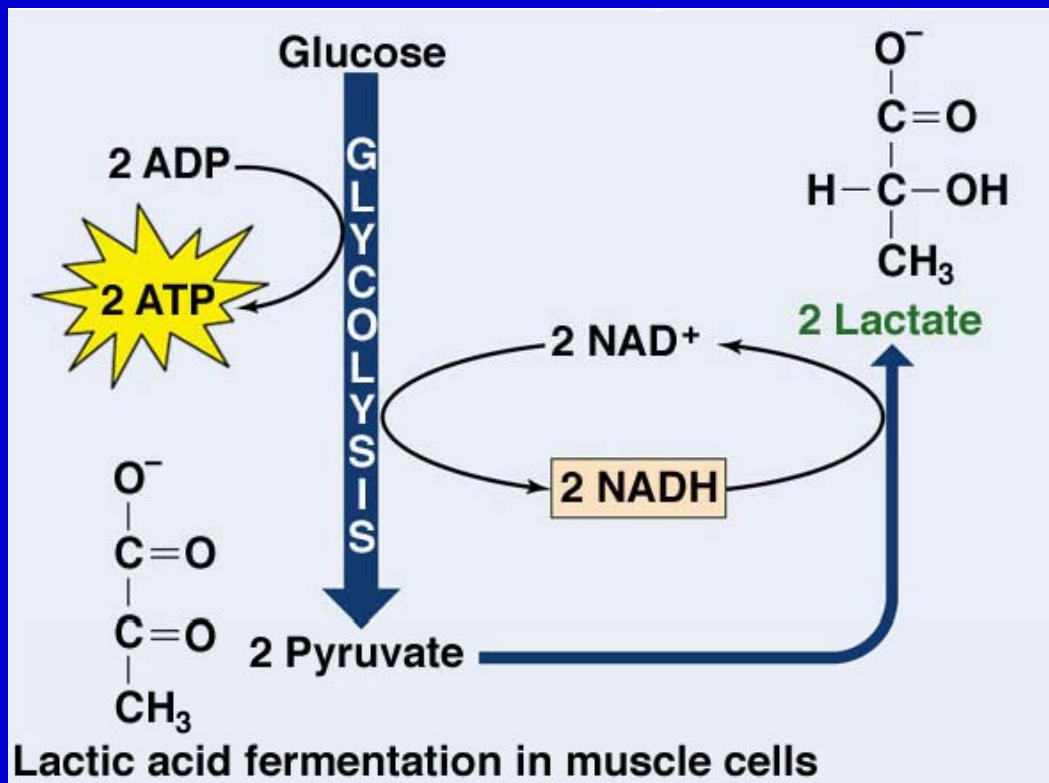 Glucose
2 ADP
2 ATP
GLYCOLYSIS
2 NAD⁺
2 NADH
O⁻
C=O
H–C–OH
CH₃
2 Lactate
O⁻
C=O
C=O
CH₃
2 Pyruvate
Lactic acid fermentation in muscle cells